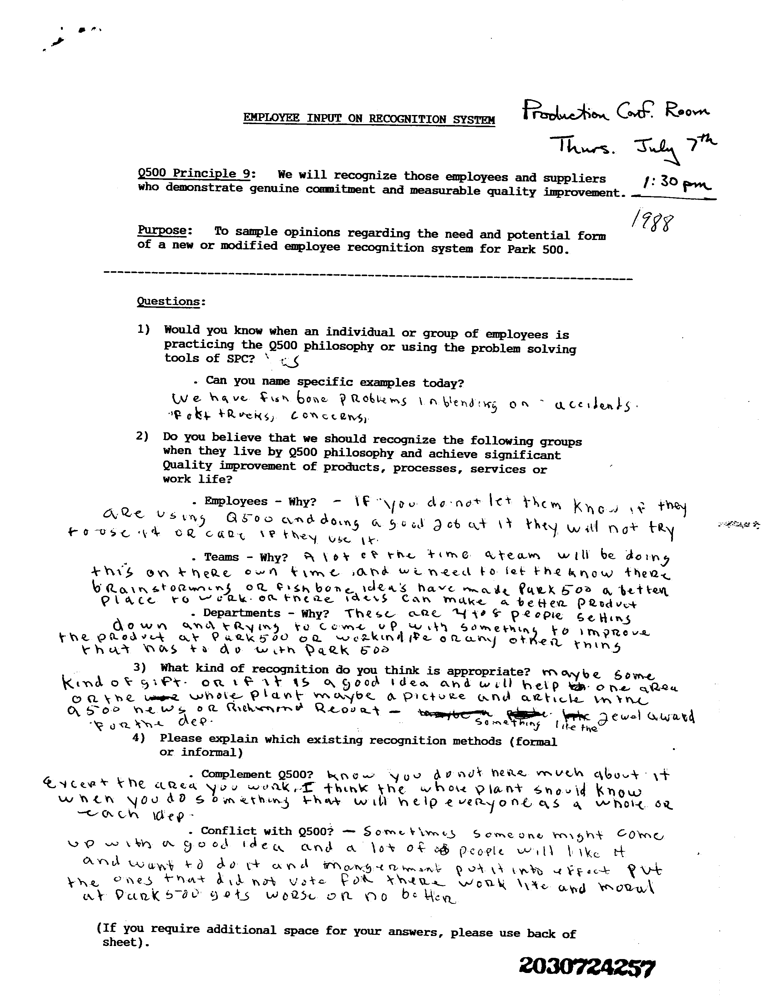 Production Conf. Room
EMPLOYEE INPUT ON RECOGNITION SYSTEM
Thurs. July 7th
Q500 Principle 9: We will recognize those employees and suppliers
who demonstrate genuine commitment and measurable quality improvement.
1:30 pm
1988
Purpose: To sample opinions regarding the need and potential form
of a new or modified employee recognition system for Park 500.
Questions:
1) Would you know when an individual or group of employees is
practicing the Q500 philosophy or using the problem solving
tools of SPC?
. Can you name specific examples today?
We have fish bone PRoblems In blending on accidents.
trucks, concerns,
2) Do you believe that we should recognize the following groups
when they live by Q500 philosophy and achieve significant
Quality improvement of products, processes, services or
work life?
. Employees - Why? - IF you do not let them know if they
are using Q500 and doing a good Job at it they will not try
to use it or care if they use it.
. Teams - Why? A lot of the time a team will be doing
this on there own time and we need to let the know there
brainstorming or fishbone idea's have made Park 500 a better
place to work. or there ideas can make a better product
. Departments - Why? These are 4 to 8 people setting
down and trying to come up with something to improve
the product at Park 500 or workin life or any other thing
that has to do with Park 500
3) What kind of recognition do you think is appropriate? maybe some
kind of gift. or if it is a good idea and will help one area
or the whole plant maybe a picture and article in the
Q500 news or Richmond Report - something like the Jewel award
For the dep.
4) Please explain which existing recognition methods (formal
or informal)
. Complement Q500? know you do not here much about it
Except the area you work. I think the whole plant should know
when you do something that will help everyone as a whole or
each dep.
. Conflict with Q500? - Sometimes someone might come
up with a good idea and a lot of people will like it
and want to do it and mangerment put it into effect put
the ones that did not vote for there work life and moral
at Park 500 gets worse or no better
(If you require additional space for your answers, please use back of
sheet).
2030724257